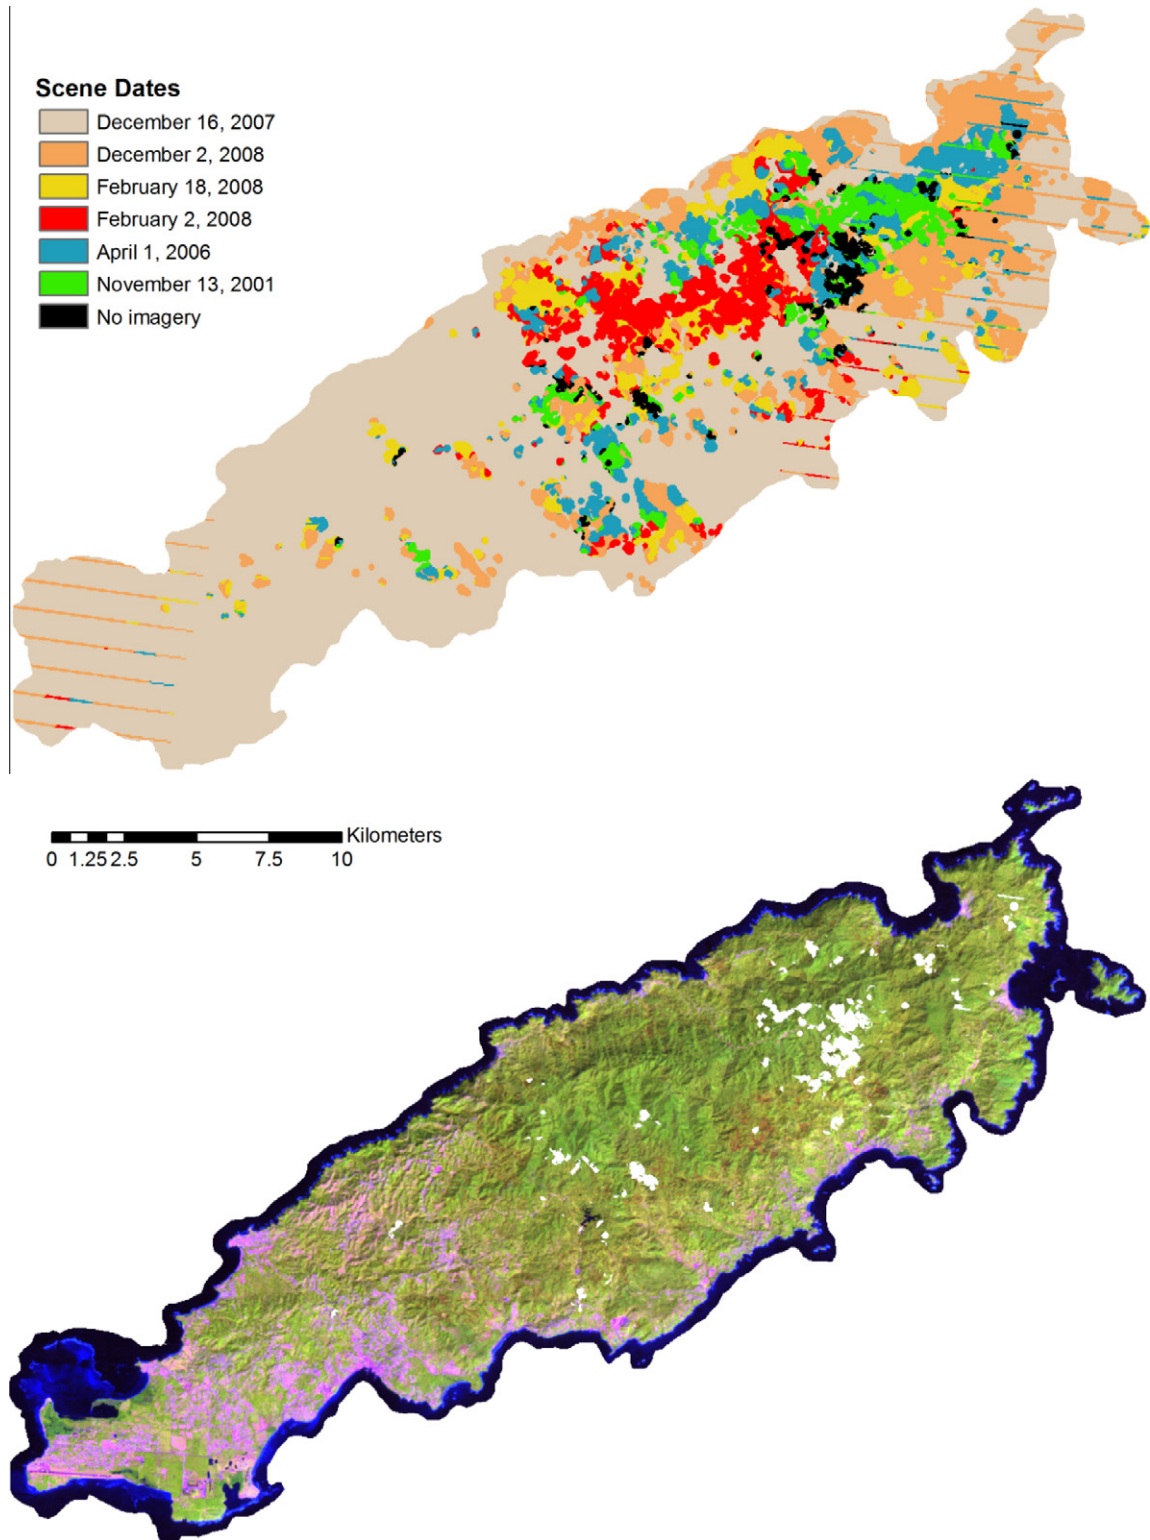 Scene Dates
December 16, 2007
December 2, 2008
February 18, 2008
February 2, 2008
April 1, 2006
November 13, 2001
No imagery
Kilometers
0 1.25 2.5 5 7.5 10